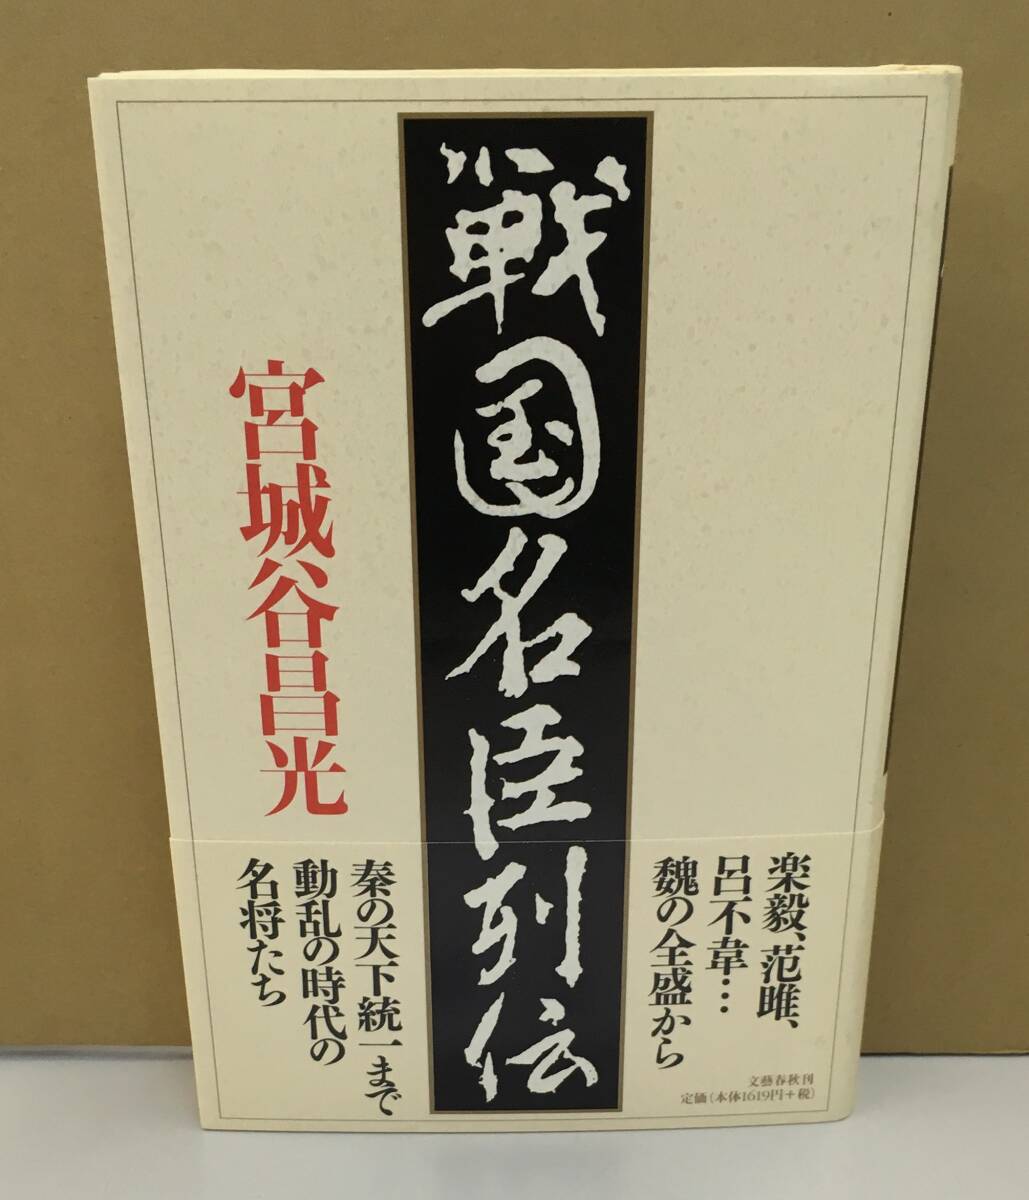 戦国名臣列伝
宮城谷昌光
楽毅、范雎、
呂不韋…
魏の全盛から
秦の天下統一まで
動乱の時代の
名将たち
文藝春秋刊
定価(本体1619円+税)